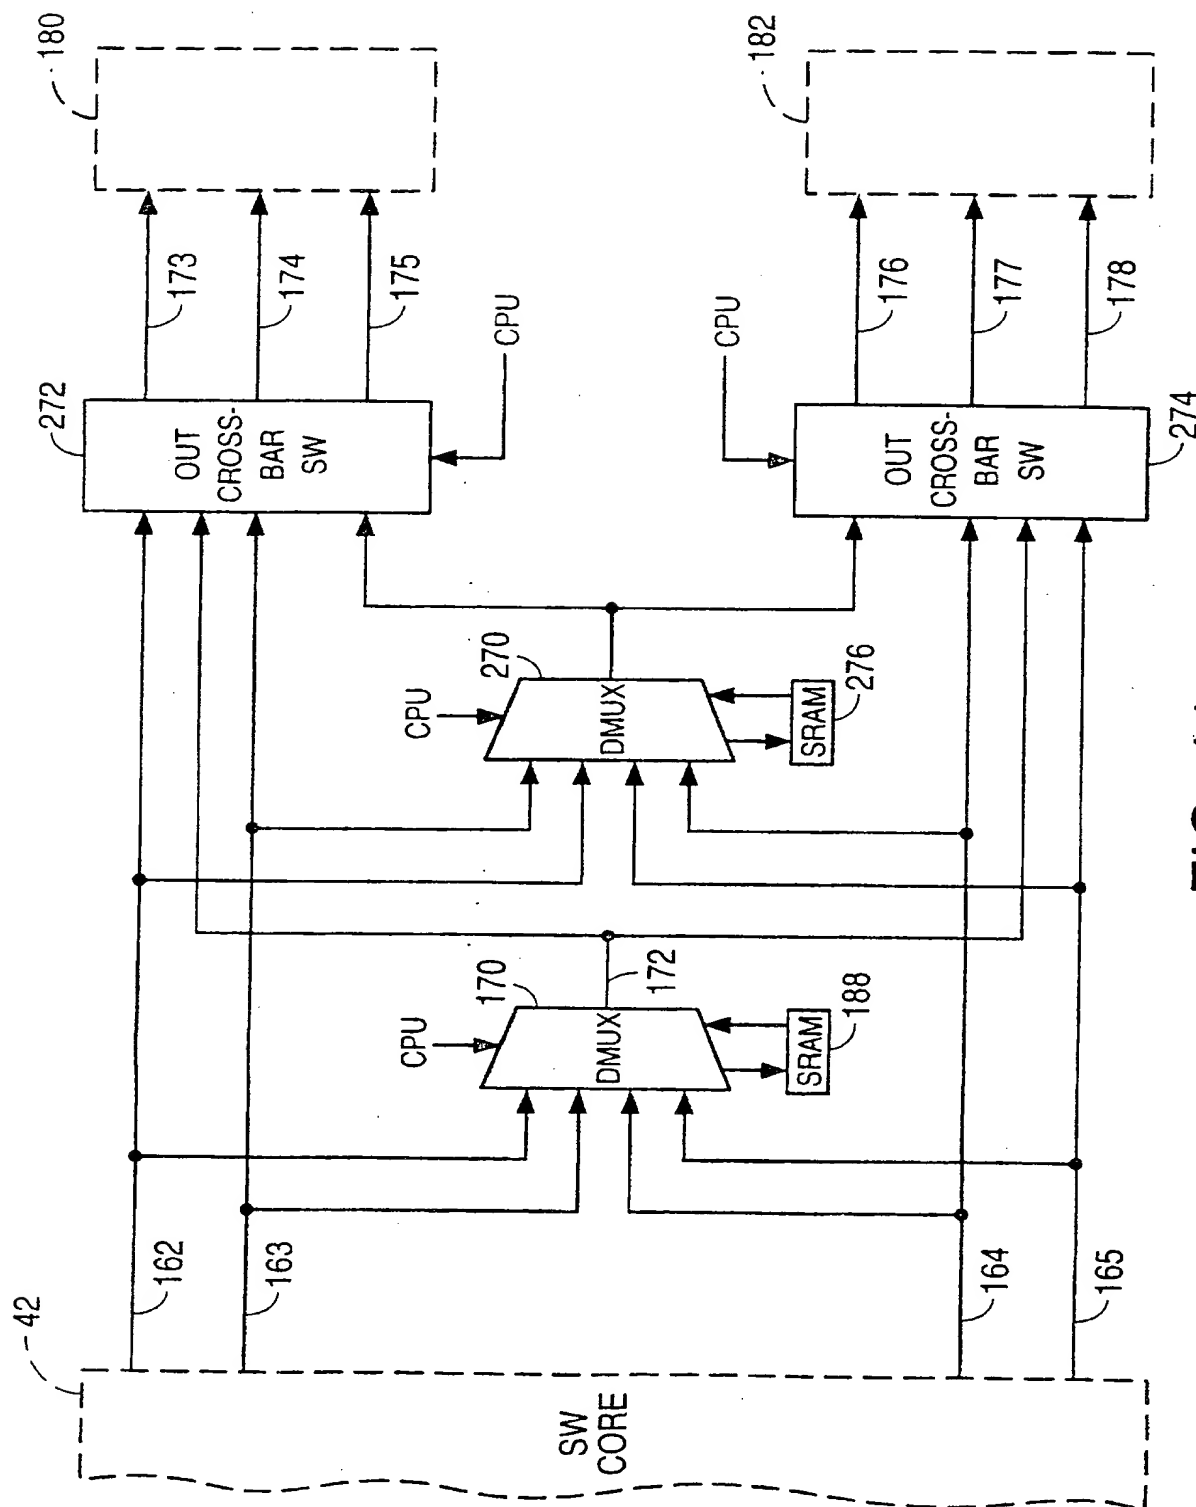 180
182
173
174
175
176
177
178
272
OUT
CROSS-
BAR
SW
CPU
CPU
OUT
CROSS-
BAR
SW
274
270
CPU
DMUX
SRAM
276
170
172
CPU
DMUX
SRAM
188
162
163
164
165
42
SW
CORE